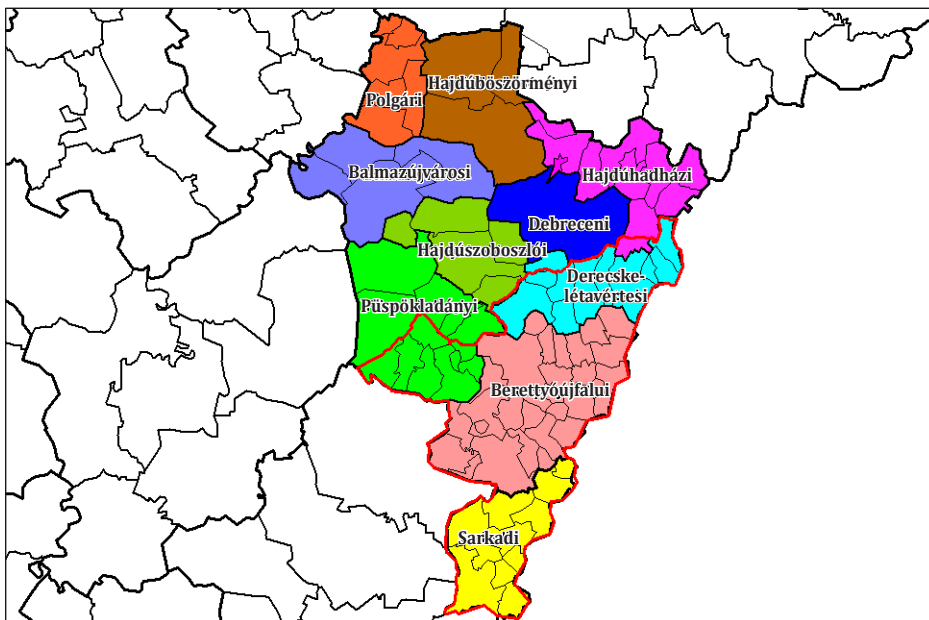 Hajdúböszörményi
Polgári
Balmazújvárosi
Hajdúhadházi
Debreceni
Hajdúszoboszlói
Derecske-
létavértesi
Püspökladányi
Berettyóújfalui
Sarkadi